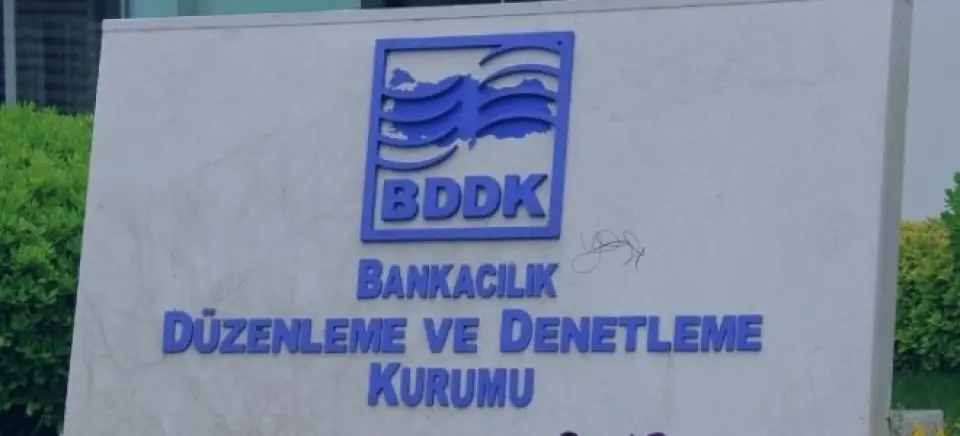 BDDK
BANKACILIK
DÜZENLEME VE DENETLEME
KURUMU